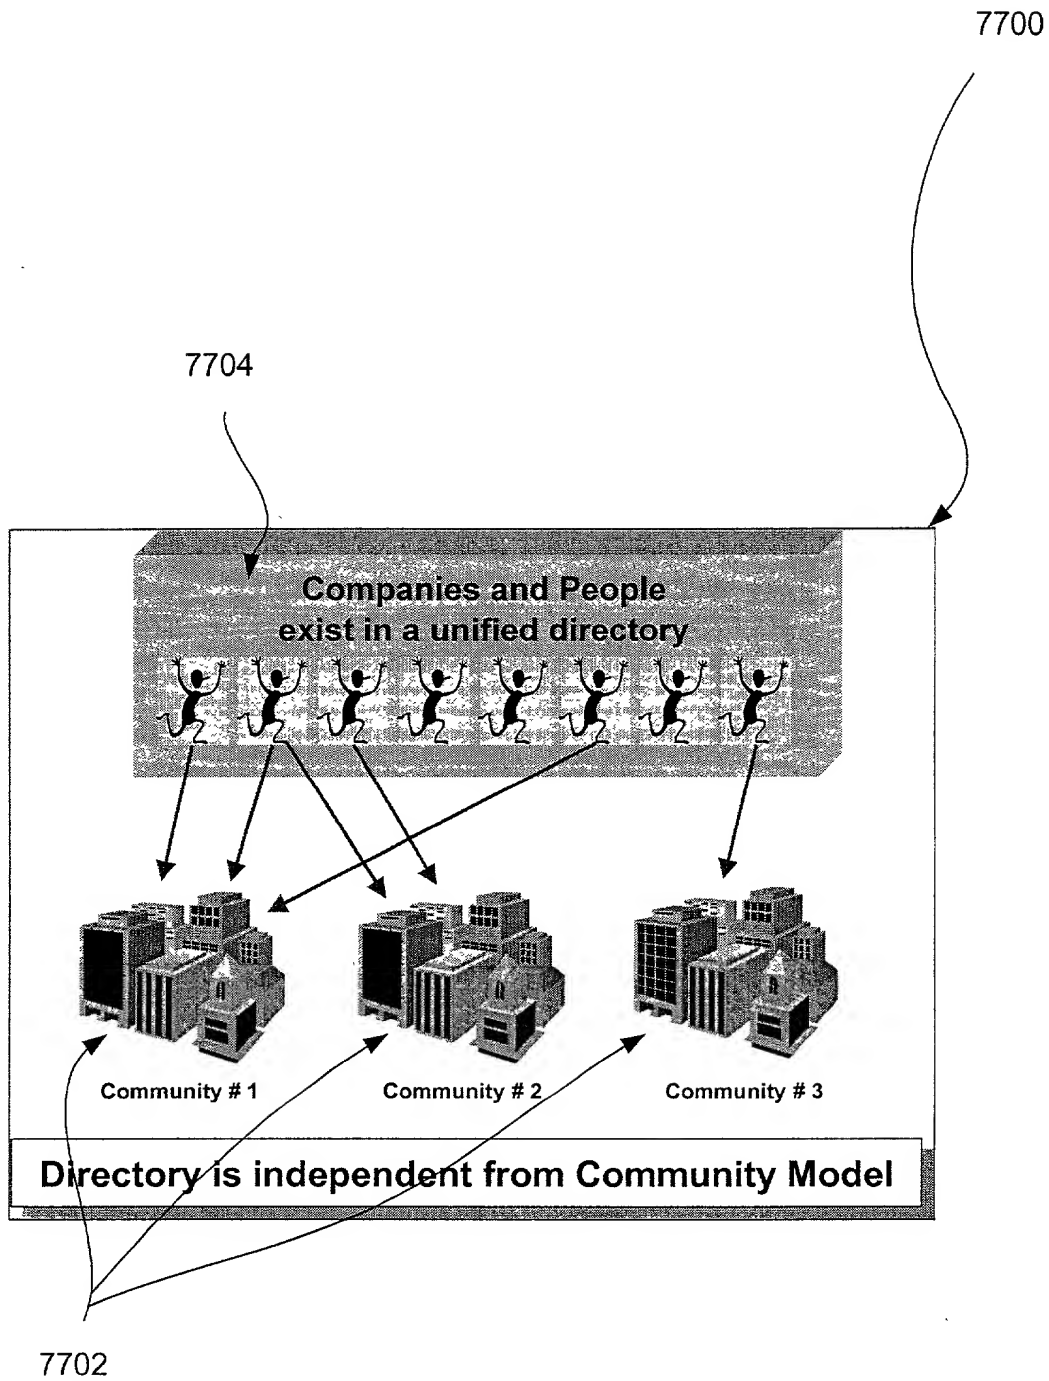 7700
7704
Companies and People
exist in a unified directory
Community # 1
Community # 2
Community # 3
Directory is independent from Community Model
7702